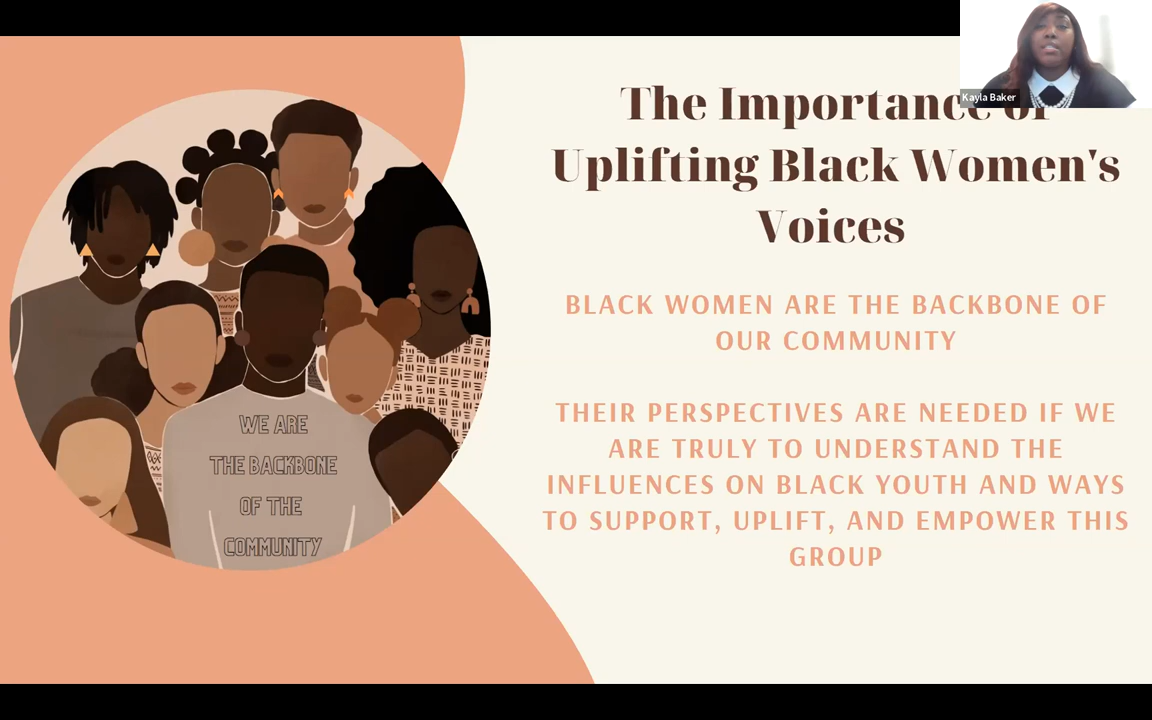 Kayla Baker
The Importance of
Uplifting Black Women's
Voices
BLACK WOMEN ARE THE BACKBONE OF
OUR COMMUNITY
THEIR PERSPECTIVES ARE NEEDED IF WE
ARE TRULY TO UNDERSTAND THE
INFLUENCES ON BLACK YOUTH AND WAYS
TO SUPPORT, UPLIFT, AND EMPOWER THIS
GROUP
WE ARE
THE BACKBONE
OF THE
COMMUNITY